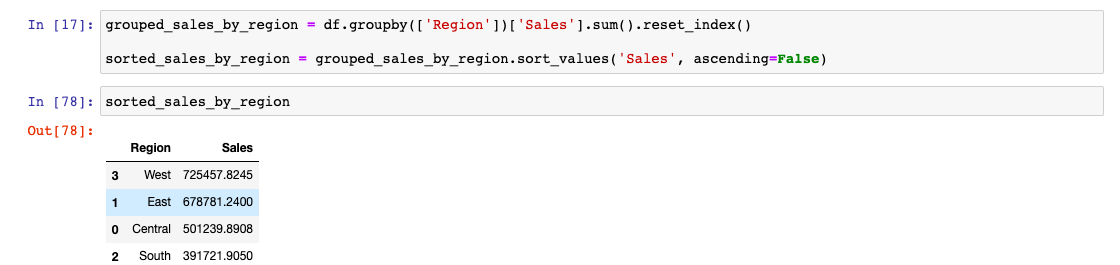 In [17]: grouped_sales_by_region = df.groupby(['Region'])['Sales'].sum().reset_index()
sorted_sales_by_region = grouped_sales_by_region.sort_values('Sales', ascending=False)
In [78]: sorted_sales_by_region
Out[78]:
Region Sales
3 West 725457.8245
1 East 678781.2400
0 Central 501239.8908
2 South 391721.9050